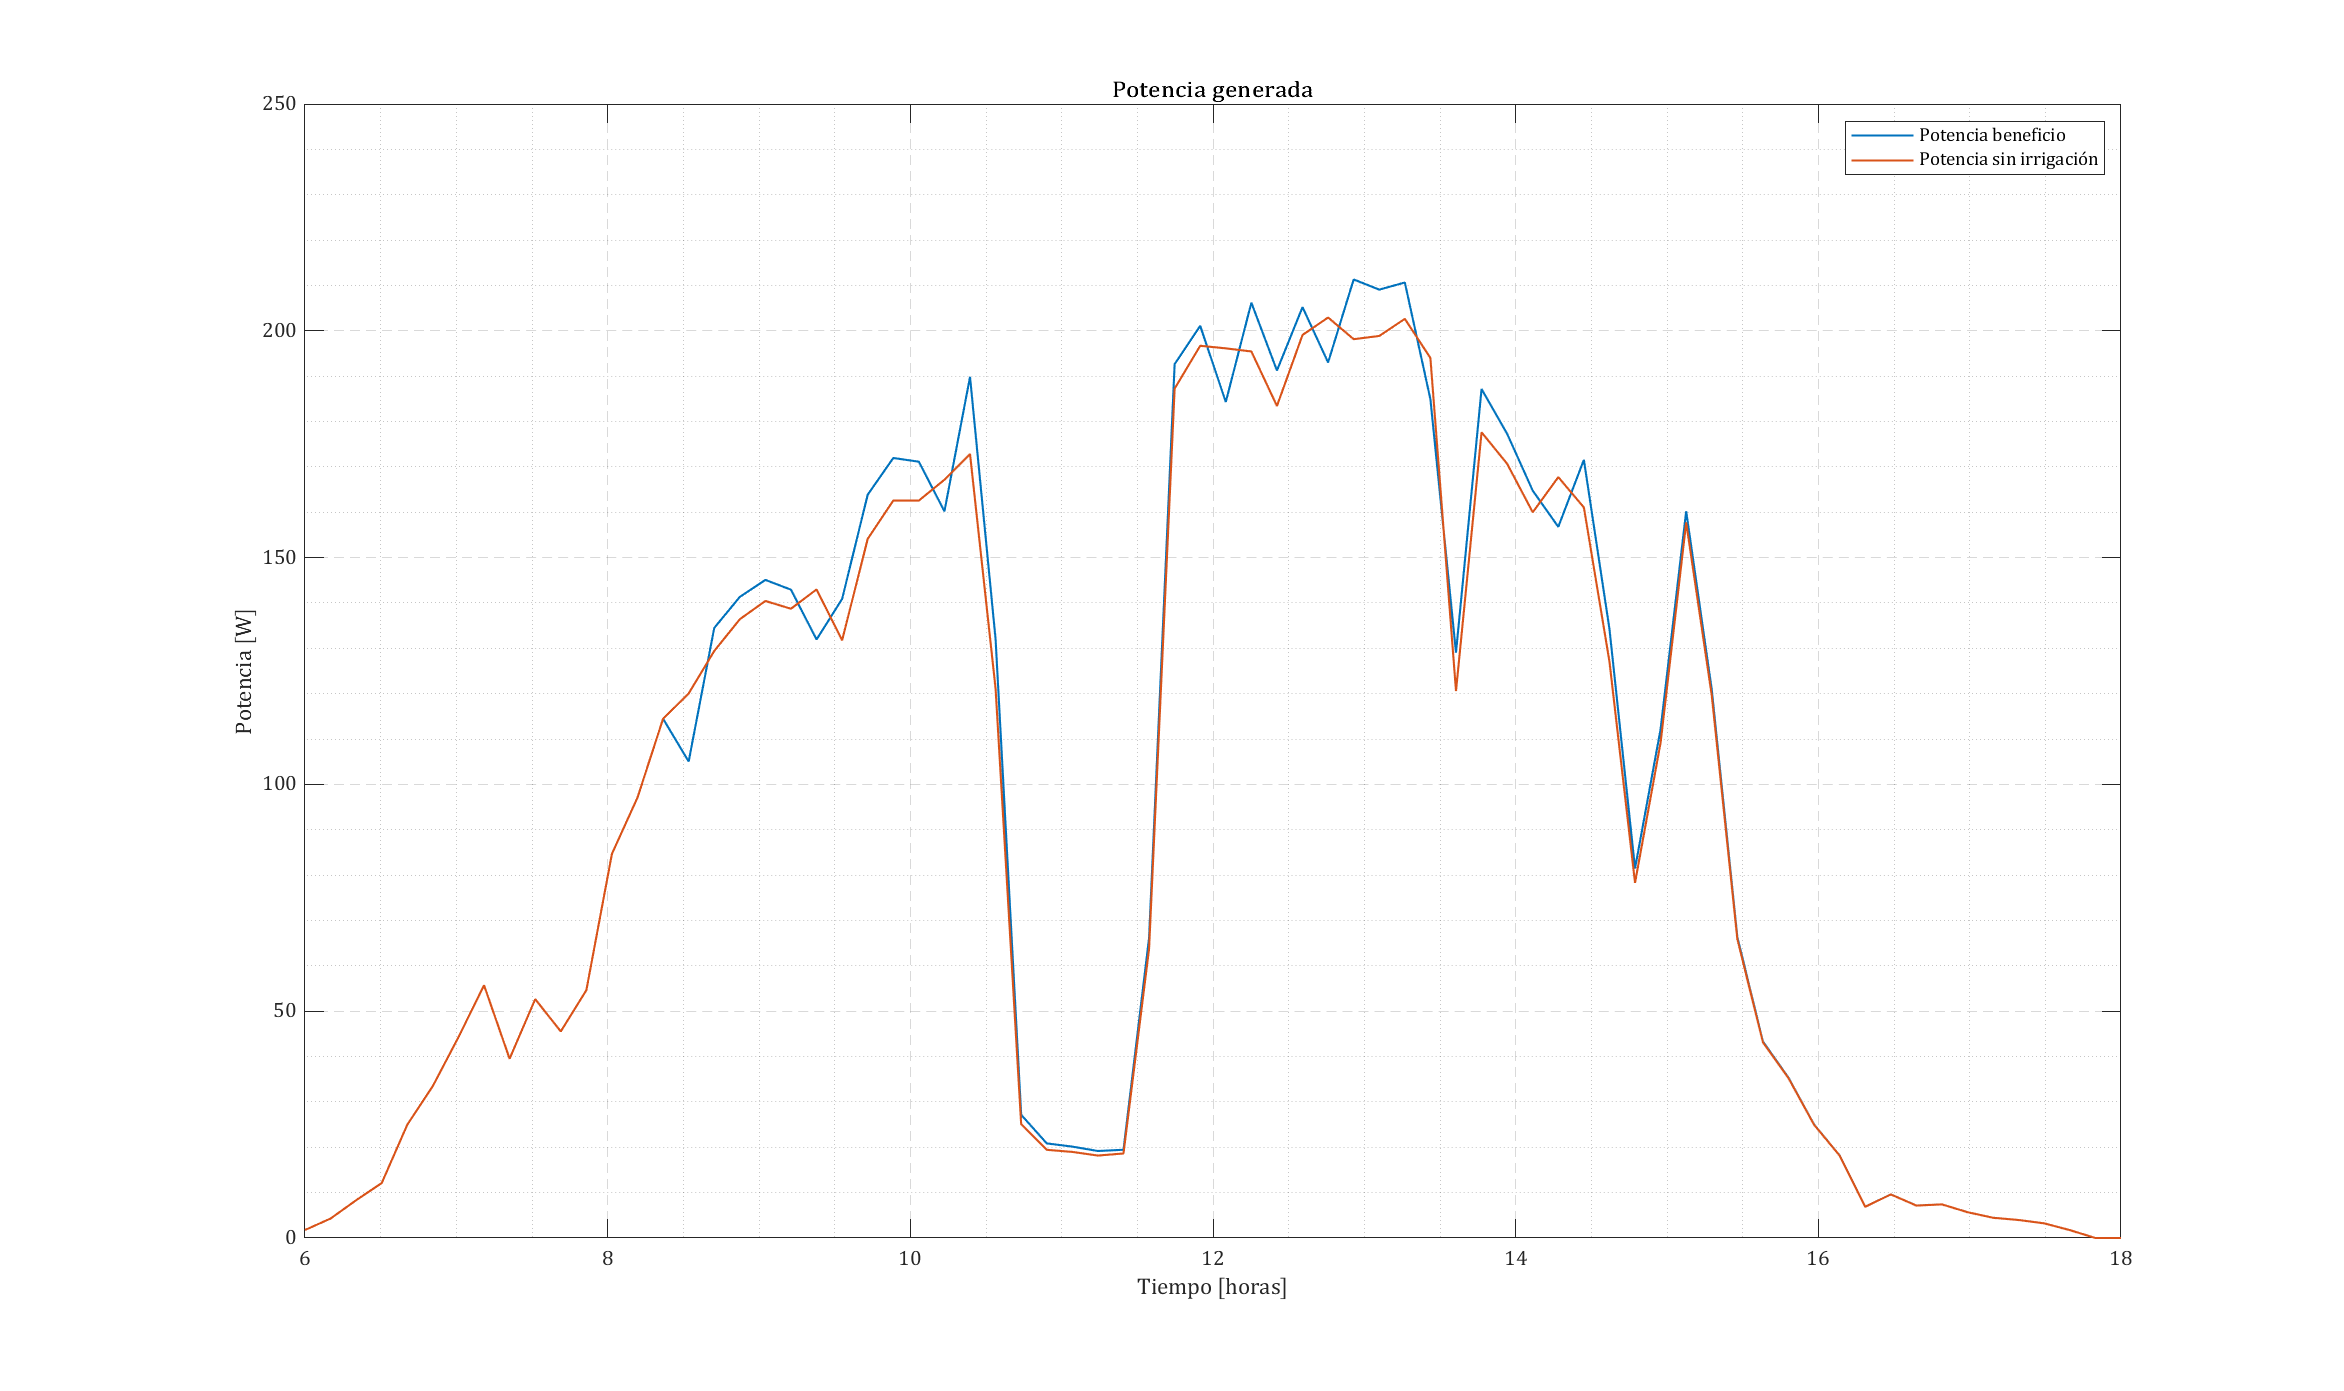 Potencia generada
250
200
150
100
50
0
Potencia [W]
6 8 10 12 14 16 18
Tiempo [horas]
Potencia beneficio
Potencia sin irrigación